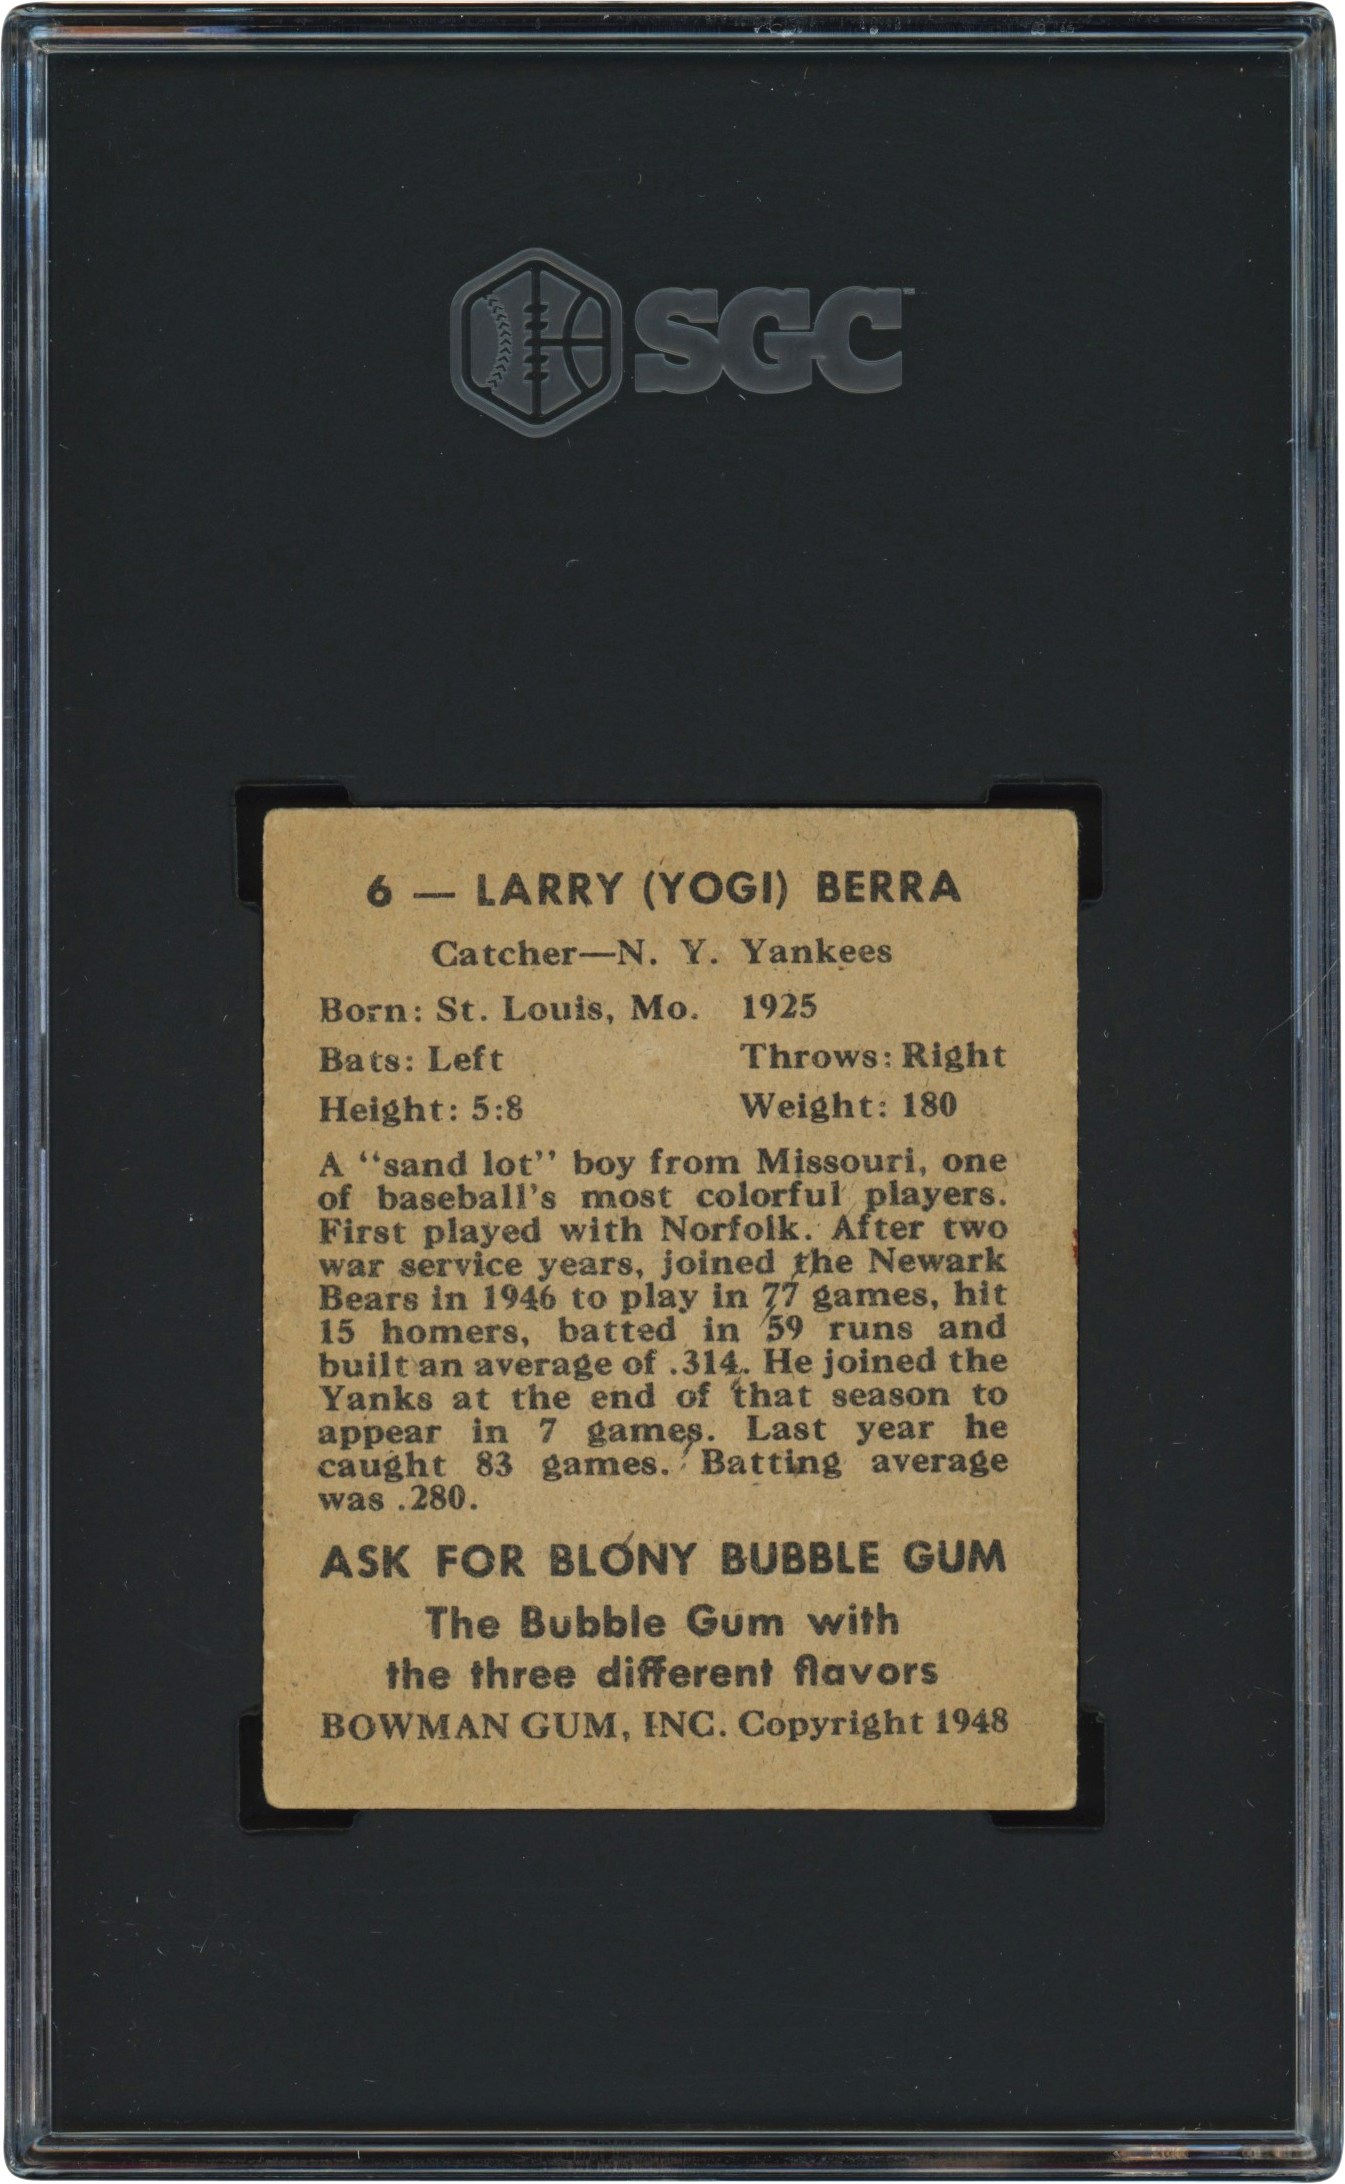 SGC™
6 — LARRY (YOGI) BERRA
Catcher—N. Y. Yankees
Born: St. Louis, Mo. 1925
Bats: Left Throws: Right
Height: 5:8 Weight: 180
A "sand lot" boy from Missouri, one
of baseball's most colorful players.
First played with Norfolk. After two
war service years, joined the Newark
Bears in 1946 to play in 77 games, hit
15 homers, batted in 59 runs and
built an average of .314. He joined the
Yanks at the end of that season to
appear in 7 games. Last year he
caught 83 games. Batting average
was .280.
ASK FOR BLONY BUBBLE GUM
The Bubble Gum with
the three different flavors
BOWMAN GUM, INC. Copyright 1948